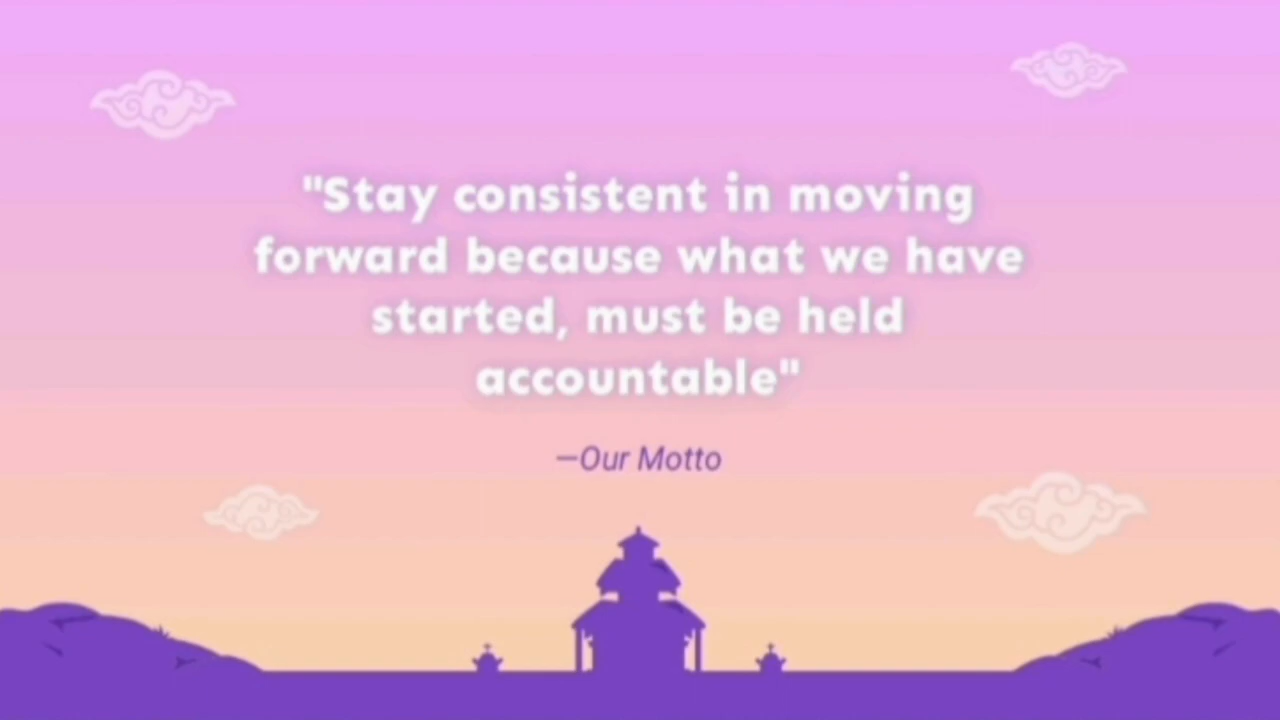 "Stay consistent in moving
forward because what we have
started, must be held
accountable"
—Our Motto